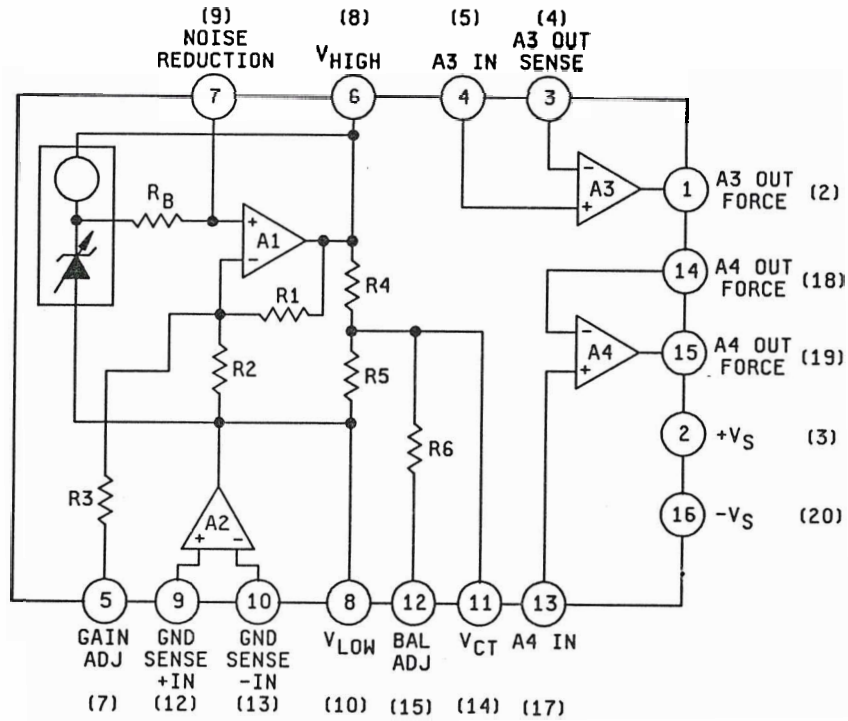 (9) (8) (5) (4)
NOISE REDUCTION
V HIGH
A3 IN
A3 OUT SENSE
7 6 4 3
R B
+ A1 -
- A3 +
1 A3 OUT FORCE (2)
14 A4 OUT FORCE (18)
R4
R1
- A4 +
15 A4 OUT FORCE (19)
R2
R5
2 +VS (3)
R6
R3
A2
+ -
16 -VS (20)
5 9 10 8 12 11 13
GAIN ADJ
GND SENSE +IN
GND SENSE -IN
VLOW
BAL ADJ
VCT
A4 IN
(7) (12) (13) (10) (15) (14) (17)